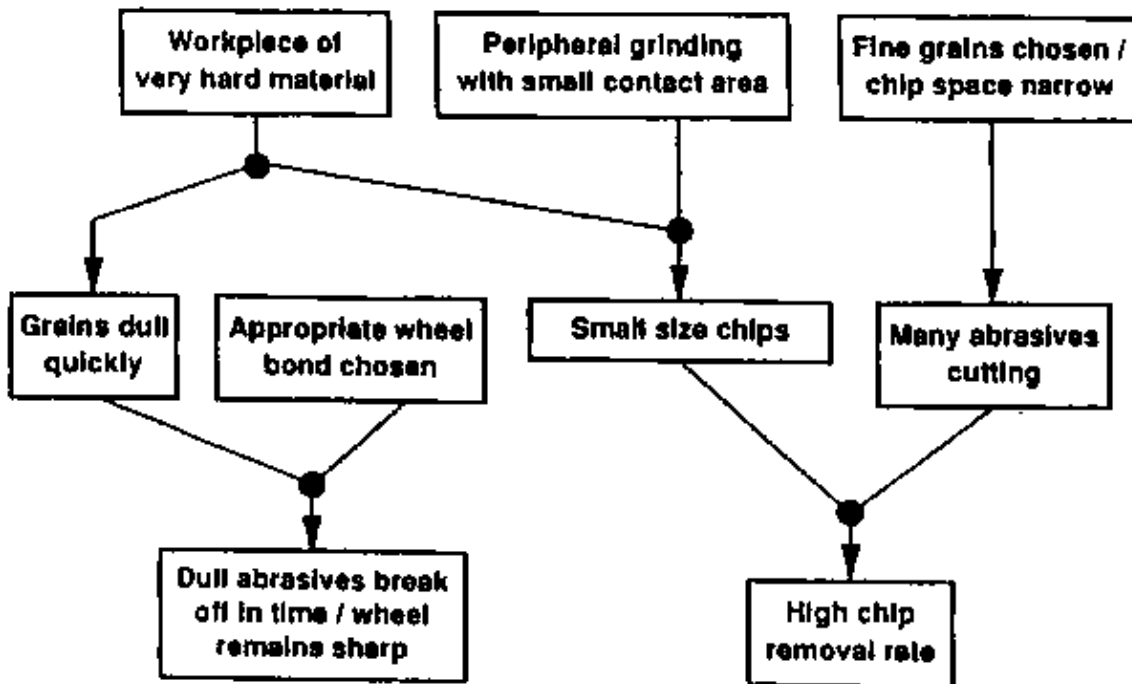 Workpiece of
very hard material
Peripheral grinding
with small contact area
Fine grains chosen /
chip space narrow
Grains dull
quickly
Appropriate wheel
bond chosen
Small size chips
Many abrasives
cutting
Dull abrasives break
off in time / wheel
remains sharp
High chip
removal rate